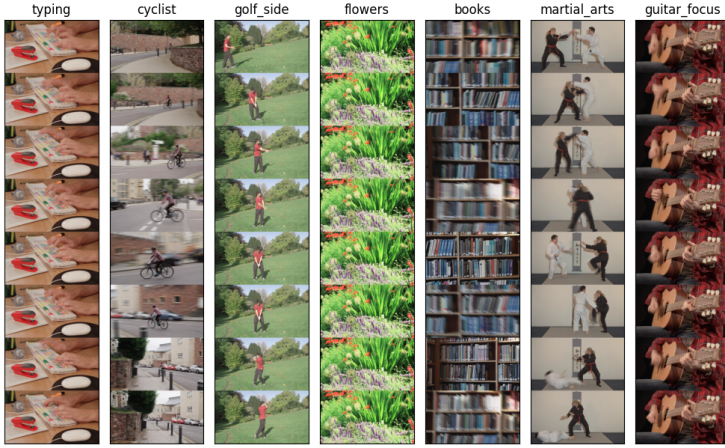 typing
cyclist
golf_side
flowers
books
martial_arts
guitar_focus